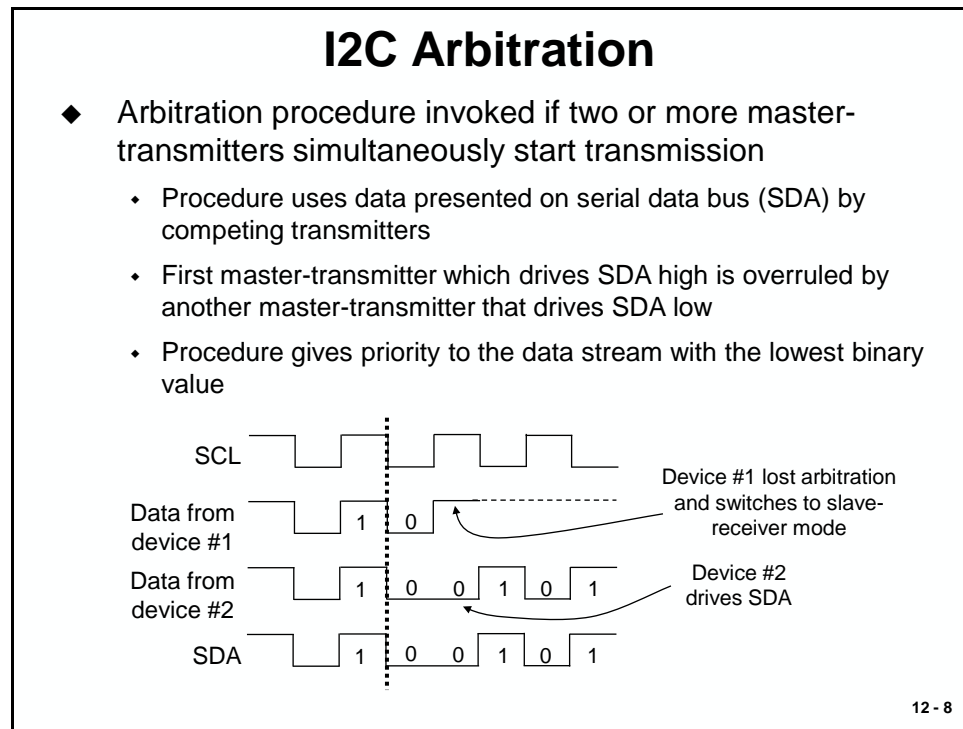 I2C Arbitration
◆ Arbitration procedure invoked if two or more master-
transmitters simultaneously start transmission
◆ Procedure uses data presented on serial data bus (SDA) by
competing transmitters
◆ First master-transmitter which drives SDA high is overruled by
another master-transmitter that drives SDA low
◆ Procedure gives priority to the data stream with the lowest binary
value
SCL
Device #1 lost arbitration
and switches to slave-
receiver mode
Data from
device #1
1 0
Data from
device #2
1 0 0 1 0 1
Device #2
drives SDA
SDA
1 0 0 1 0 1
12 - 8